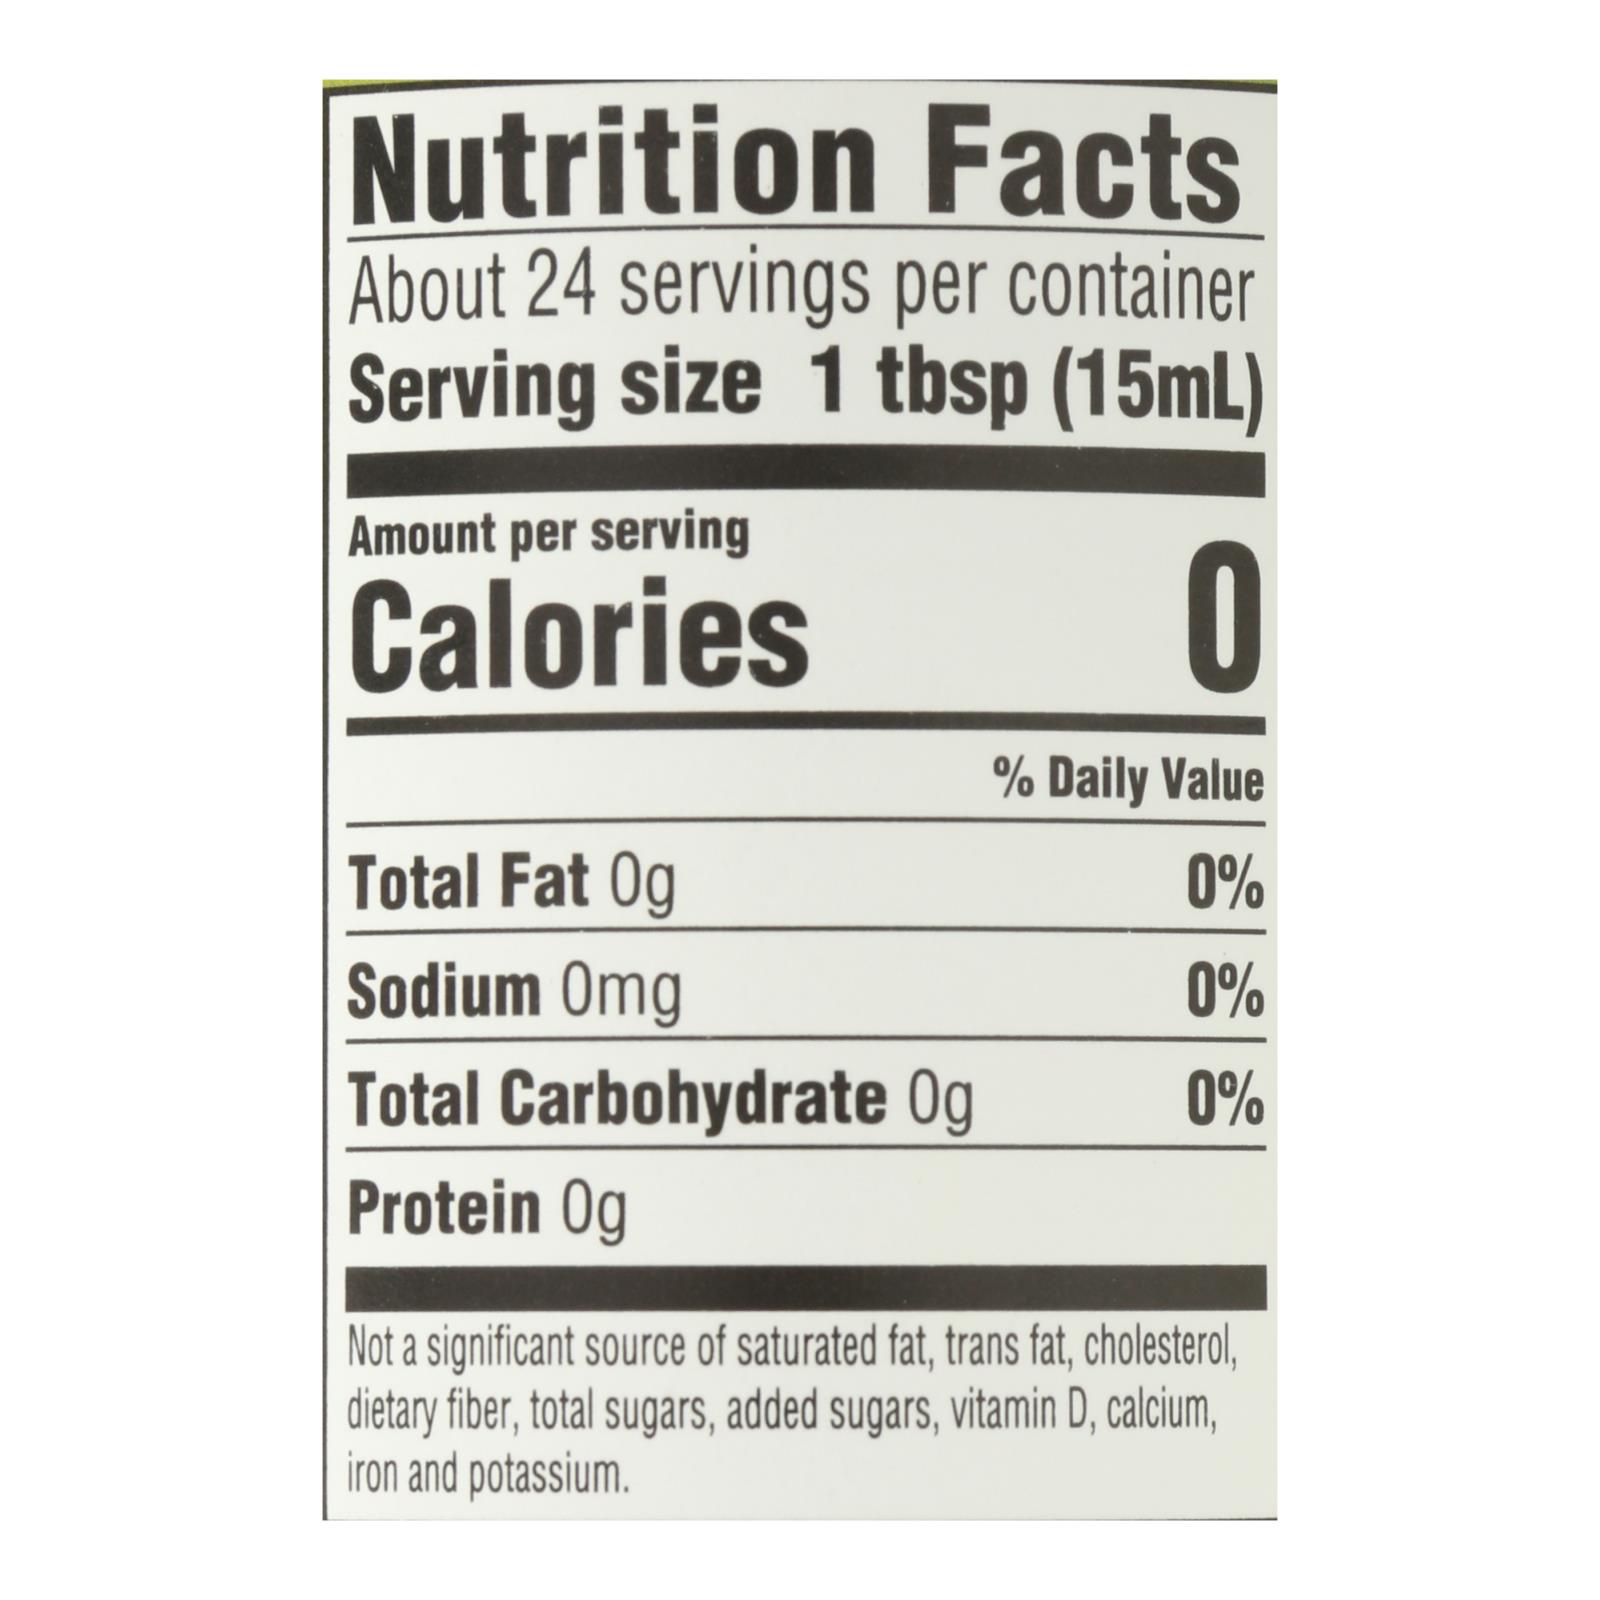 Nutrition Facts
About 24 servings per container
Serving size 1 tbsp (15mL)
Amount per serving
Calories 0
% Daily Value
Total Fat 0g 0%
Sodium 0mg 0%
Total Carbohydrate 0g 0%
Protein 0g
Not a significant source of saturated fat, trans fat, cholesterol,
dietary fiber, total sugars, added sugars, vitamin D, calcium,
iron and potassium.